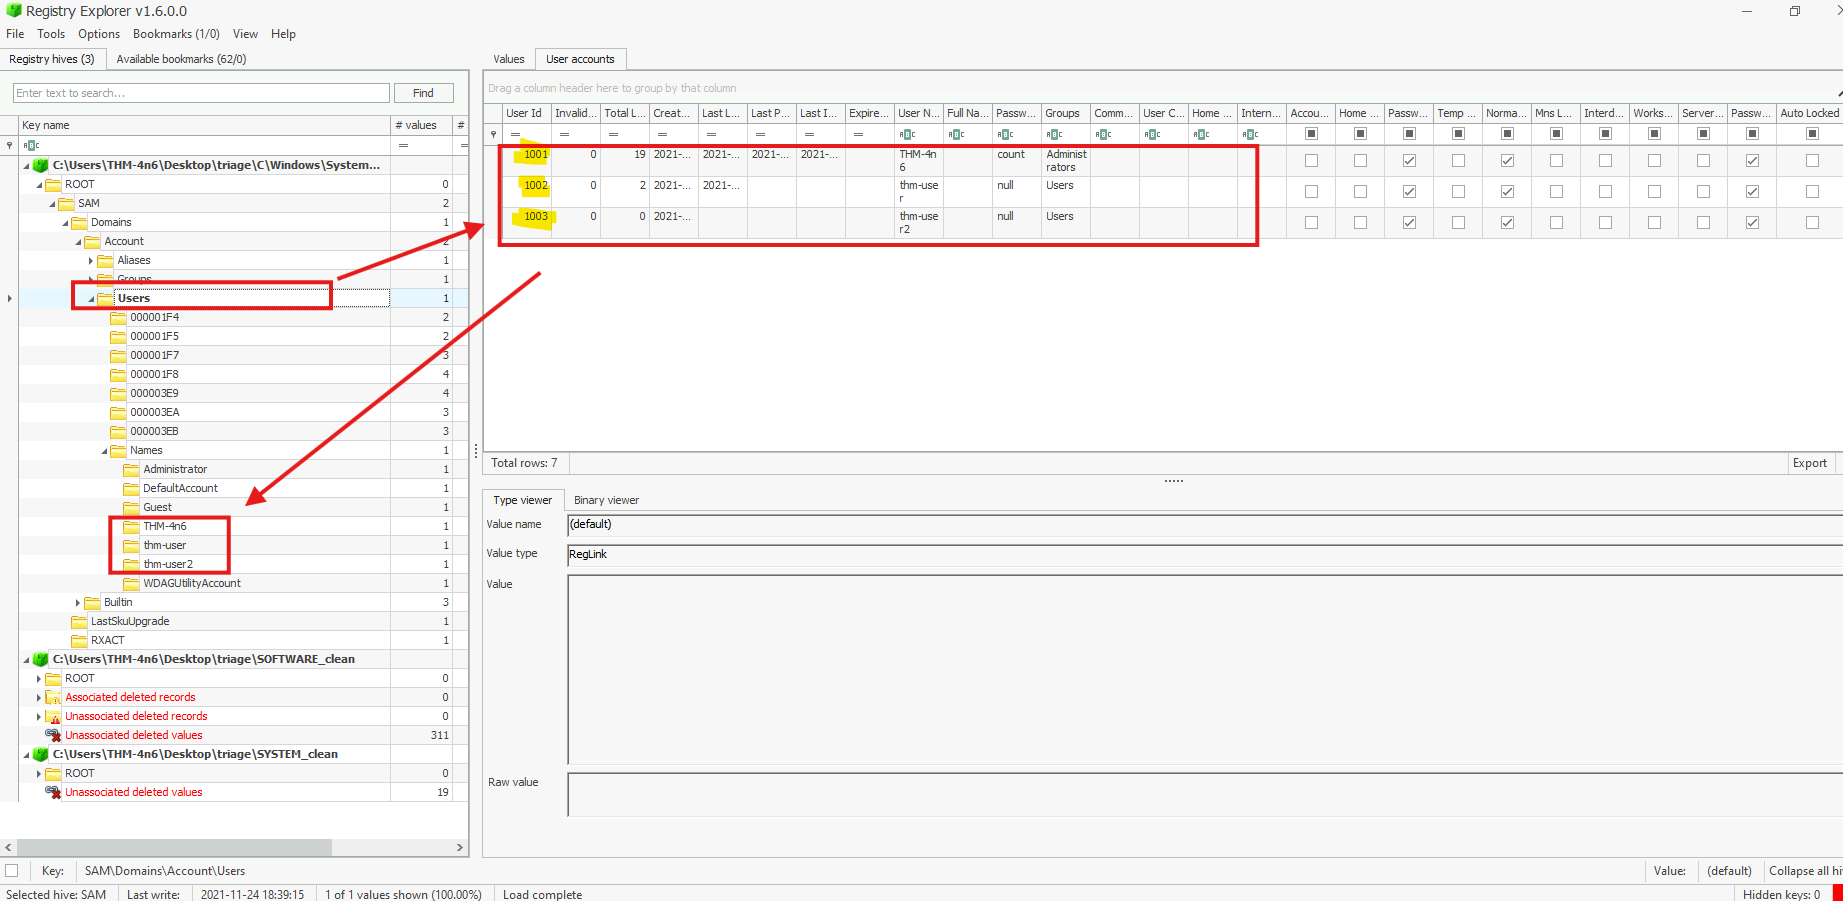 Registry Explorer v1.6.0.0
File Tools Options Bookmarks (1/0) View Help
Registry hives (3) Available bookmarks (62/0)
Enter text to search... Find
Key name # values #
C:\Users\THM-4n6\Desktop\triage\C\Windows\System...
ROOT 0
SAM 2
Domains 1
Account 2
Aliases 1
Groups 1
Users 1
000001F4 2
000001F5 2
000001F7 3
000001F8 4
000003E9 4
000003EA 3
000003EB 3
Names 1
Administrator 1
DefaultAccount 1
Guest 1
THM-4n6 1
thm-user 1
thm-user2 1
WDAGUtilityAccount 1
Builtin 3
LastSkuUpgrade 1
RXACT 1
C:\Users\THM-4n6\Desktop\triage\SOFTWARE_clean
ROOT 0
Associated deleted records 0
Unassociated deleted records 0
Unassociated deleted values 311
C:\Users\THM-4n6\Desktop\triage\SYSTEM_clean
ROOT 0
Unassociated deleted values 19
Values User accounts
Drag a column header here to group by that column
User Id Invalid... Total L... Creat... Last L... Last P... Last I... Expire... User N... Full Na... Passw... Groups Comm... User C... Home ... Intern... Accou... Home ... Passw... Temp ... Norma... Mns L... Interd... Works... Server... Passw... Auto Locked
1001 0 19 2021-... 2021-... 2021-... 2021-... THM-4n count Administ
6 rators
1002 0 2 2021-... 2021-... thm-use null Users
r
1003 0 0 2021-... thm-use null Users
r2
Total rows: 7 Export
Type viewer Binary viewer
Value name (default)
Value type RegLink
Value
Raw value
Key: SAM\Domains\Account\Users Value: (default) Collapse all hi
Selected hive: SAM Last write: 2021-11-24 18:39:15 1 of 1 values shown (100.00%) Load complete Hidden keys: 0